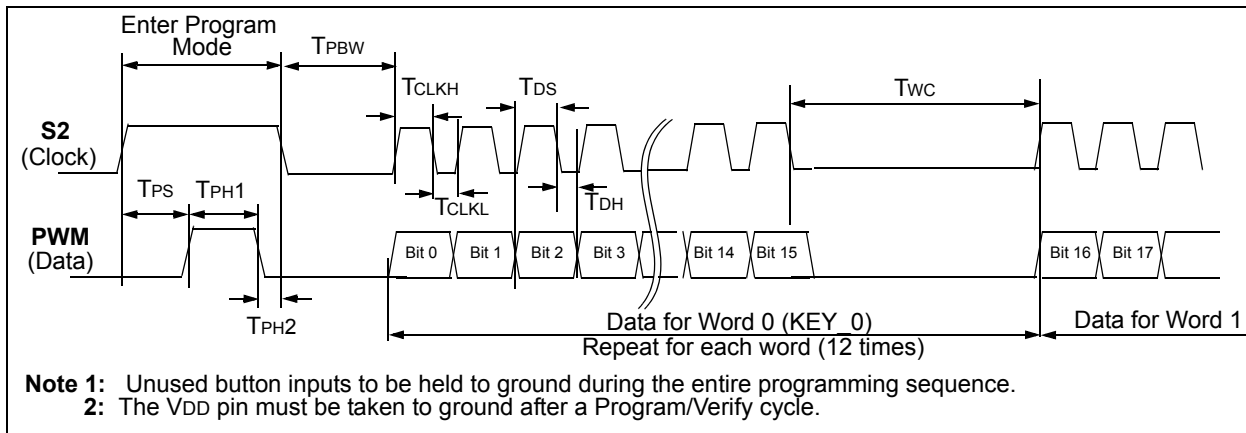 Enter Program
Mode
TPBW
TCLKH
TDS
TWC
S2
(Clock)
TPS
TPH1
TCLKL
TDH
PWM
(Data)
Bit 0
Bit 1
Bit 2
Bit 3
Bit 14
Bit 15
Bit 16
Bit 17
TPH2
Data for Word 0 (KEY_0)
Data for Word 1
Repeat for each word (12 times)
Note 1: Unused button inputs to be held to ground during the entire programming sequence.
2: The VDD pin must be taken to ground after a Program/Verify cycle.